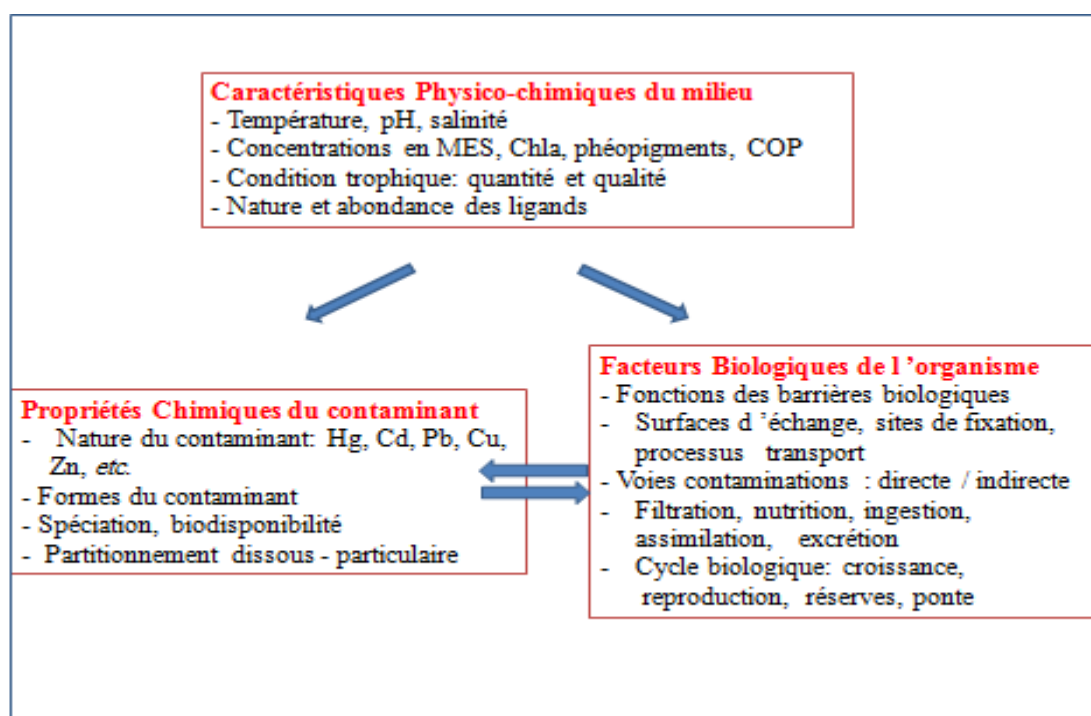 Caractéristiques Physico-chimiques du milieu
- Température, pH, salinité
- Concentrations en MES, Chla, phéopigments, COP
- Condition trophique: quantité et qualité
- Nature et abondance des ligands
Propriétés Chimiques du contaminant
- Nature du contaminant: Hg, Cd, Pb, Cu,
Zn, etc.
- Formes du contaminant
- Spéciation, biodisponibilité
- Partitionnement dissous - particulaire
Facteurs Biologiques de l ’organisme
- Fonctions des barrières biologiques
- Surfaces d ’échange, sites de fixation,
processus transport
- Voies contaminations : directe / indirecte
- Filtration, nutrition, ingestion,
assimilation, excrétion
- Cycle biologique: croissance,
reproduction, réserves, ponte